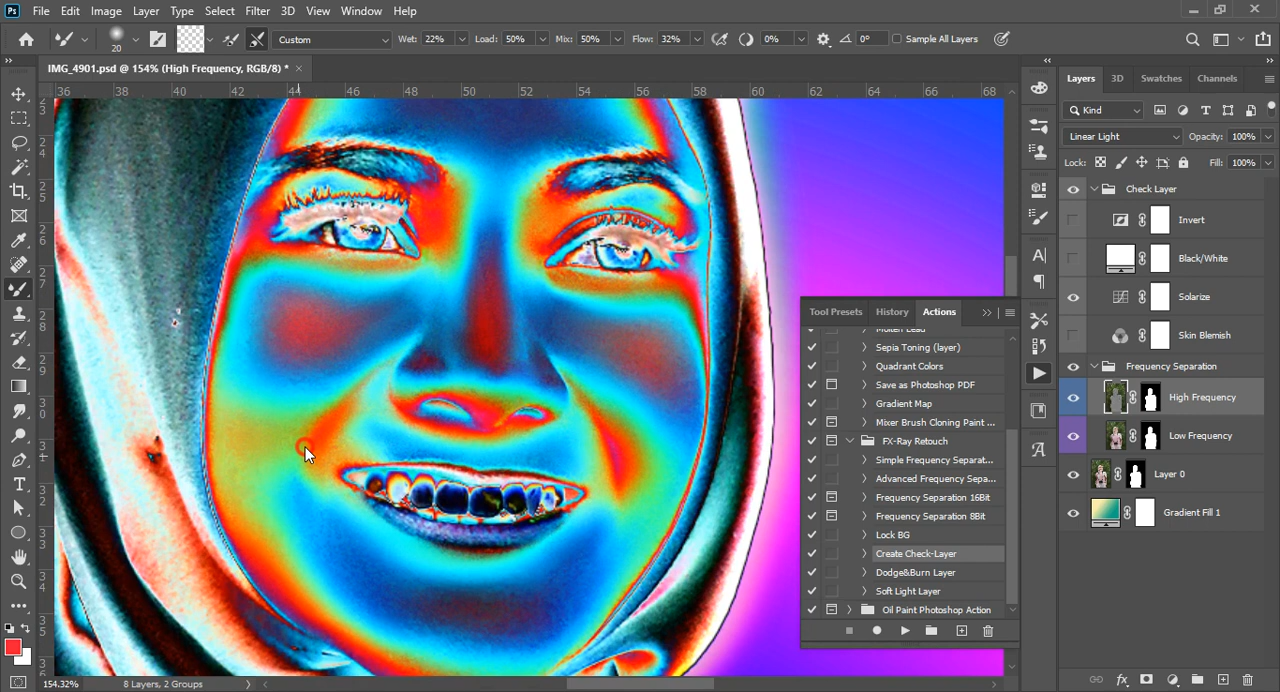 Ps File Edit Image Layer Type Select Filter 3D View Window Help
20 Custom Wet: 22% Load: 50% Mix: 50% Flow: 32% 0% 0° Sample All Layers
IMG_4901.psd @ 154% (High Frequency, RGB/8) * ×
36 38 40 42 44 46 48 50 52 54 56 58 60 62 64 66 68
Layers 3D Swatches Channels
Kind
Linear Light Opacity: 100%
Lock: Fill: 100%
Check Layer
Invert
Black/White
Solarize
Skin Blemish
Frequency Separation
High Frequency
Low Frequency
Layer 0
Gradient Fill 1
Tool Presets History Actions
Molten Lead
Sepia Toning (layer)
Quadrant Colors
Save as Photoshop PDF
Gradient Map
Mixer Brush Cloning Paint ...
FX-Ray Retouch
Simple Frequency Separat...
Advanced Frequency Sepa...
Frequency Separation 16Bit
Frequency Separation 8Bit
Lock BG
Create Check-Layer
Dodge&Burn Layer
Soft Light Layer
Oil Paint Photoshop Action
154.32% 8 Layers, 2 Groups